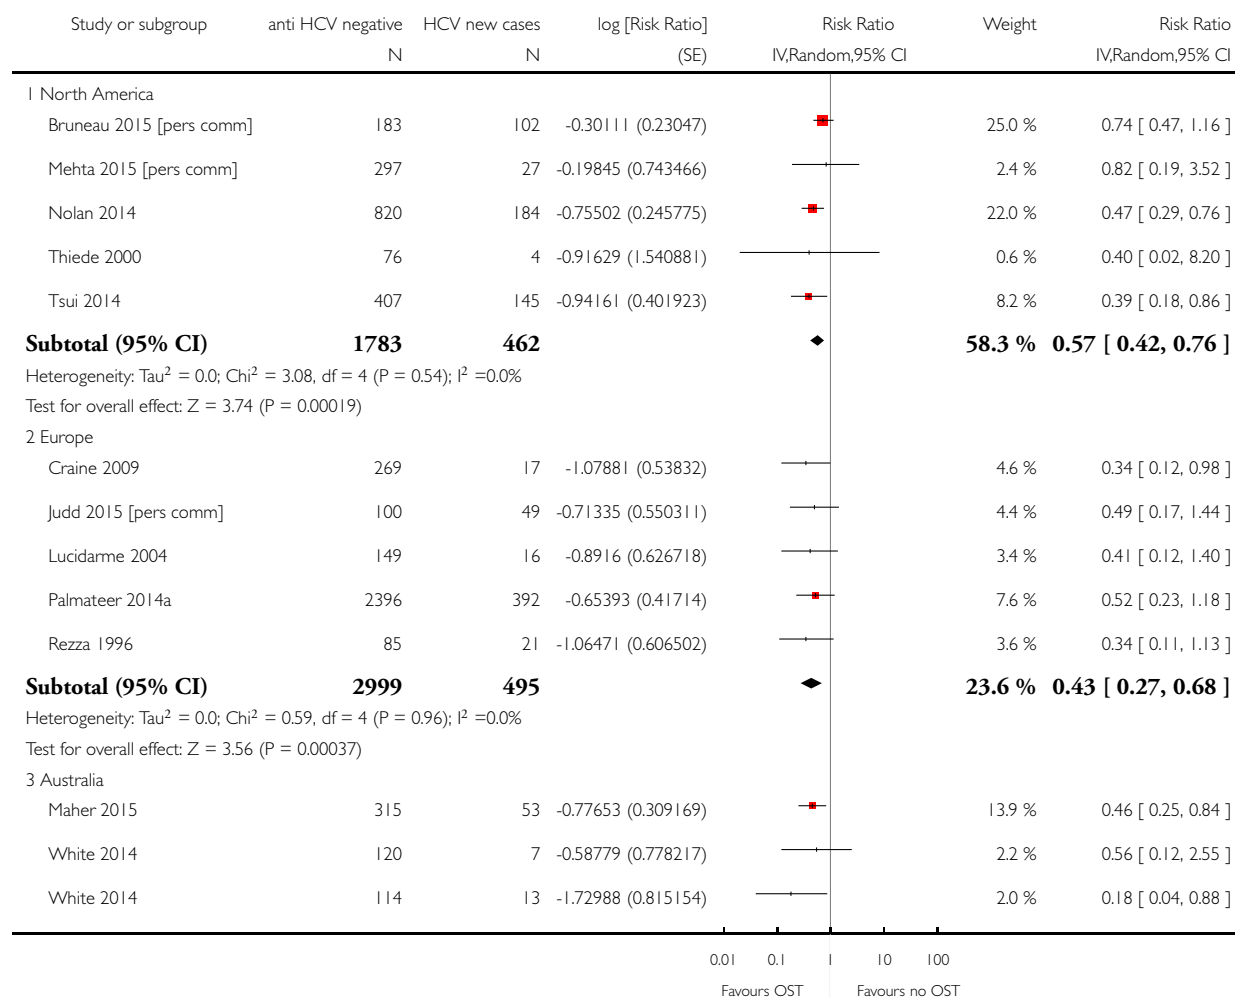 Study or subgroup anti HCV negative HCV new cases log [Risk Ratio] Risk Ratio Weight Risk Ratio
N N (SE) IV,Random,95% CI IV,Random,95% CI
1 North America
Bruneau 2015 [pers comm] 183 102 -0.30111 (0.23047) 25.0 % 0.74 [ 0.47, 1.16 ]
Mehta 2015 [pers comm] 297 27 -0.19845 (0.743466) 2.4 % 0.82 [ 0.19, 3.52 ]
Nolan 2014 820 184 -0.75502 (0.245775) 22.0 % 0.47 [ 0.29, 0.76 ]
Thiede 2000 76 4 -0.91629 (1.540881) 0.6 % 0.40 [ 0.02, 8.20 ]
Tsui 2014 407 145 -0.94161 (0.401923) 8.2 % 0.39 [ 0.18, 0.86 ]
Subtotal (95% CI) 1783 462 58.3 % 0.57 [ 0.42, 0.76 ]
Heterogeneity: Tau² = 0.0; Chi² = 3.08, df = 4 (P = 0.54); I² =0.0%
Test for overall effect: Z = 3.74 (P = 0.00019)
2 Europe
Craine 2009 269 17 -1.07881 (0.53832) 4.6 % 0.34 [ 0.12, 0.98 ]
Judd 2015 [pers comm] 100 49 -0.71335 (0.550311) 4.4 % 0.49 [ 0.17, 1.44 ]
Lucidarme 2004 149 16 -0.8916 (0.626718) 3.4 % 0.41 [ 0.12, 1.40 ]
Palmateer 2014a 2396 392 -0.65393 (0.41714) 7.6 % 0.52 [ 0.23, 1.18 ]
Rezza 1996 85 21 -1.06471 (0.606502) 3.6 % 0.34 [ 0.11, 1.13 ]
Subtotal (95% CI) 2999 495 23.6 % 0.43 [ 0.27, 0.68 ]
Heterogeneity: Tau² = 0.0; Chi² = 0.59, df = 4 (P = 0.96); I² =0.0%
Test for overall effect: Z = 3.56 (P = 0.00037)
3 Australia
Maher 2015 315 53 -0.77653 (0.309169) 13.9 % 0.46 [ 0.25, 0.84 ]
White 2014 120 7 -0.58779 (0.778217) 2.2 % 0.56 [ 0.12, 2.55 ]
White 2014 114 13 -1.72988 (0.815154) 2.0 % 0.18 [ 0.04, 0.88 ]
0.01 0.1 1 10 100
Favours OST Favours no OST